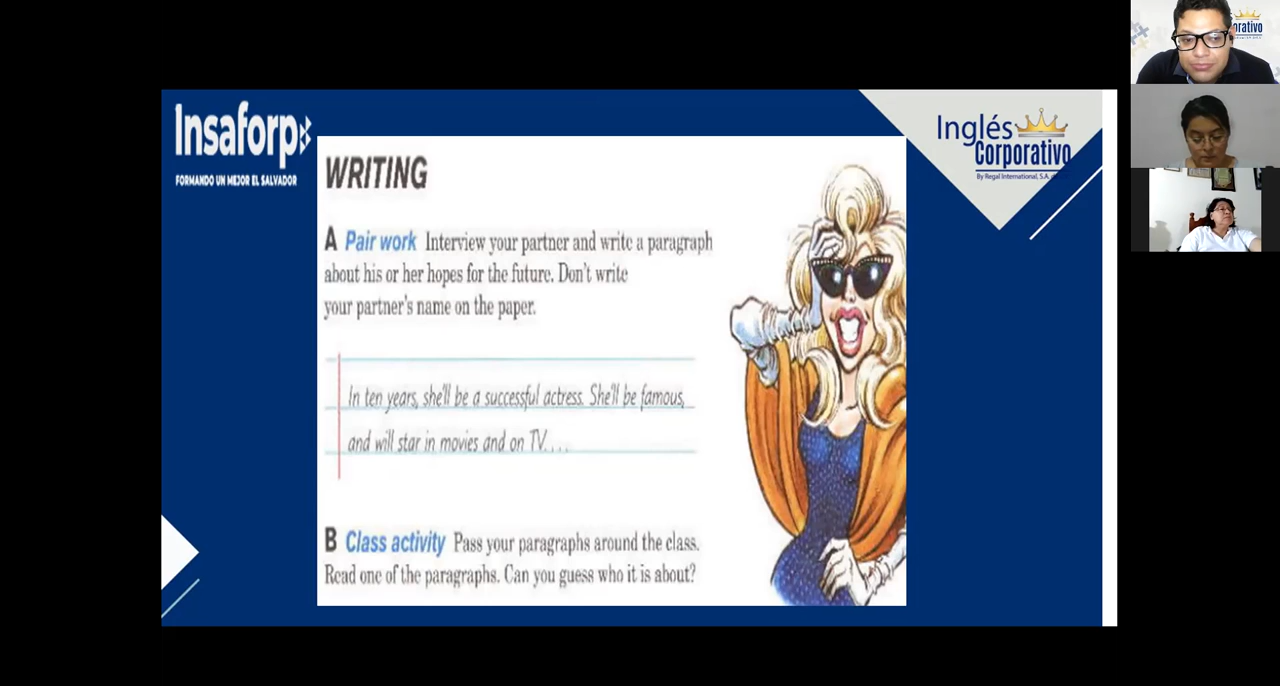 Insaforp
FORMANDO UN MEJOR EL SALVADOR
Inglés
Corporativo
By Regal International, S.A.
orativo
WRITING
A Pair work Interview your partner and write a paragraph
about his or her hopes for the future. Don't write
your partner's name on the paper.
In ten years, she'll be a successful actress. She'll be famous,
and will star in movies and on TV. . . .
B Class activity Pass your paragraphs around the class.
Read one of the paragraphs. Can you guess who it is about?